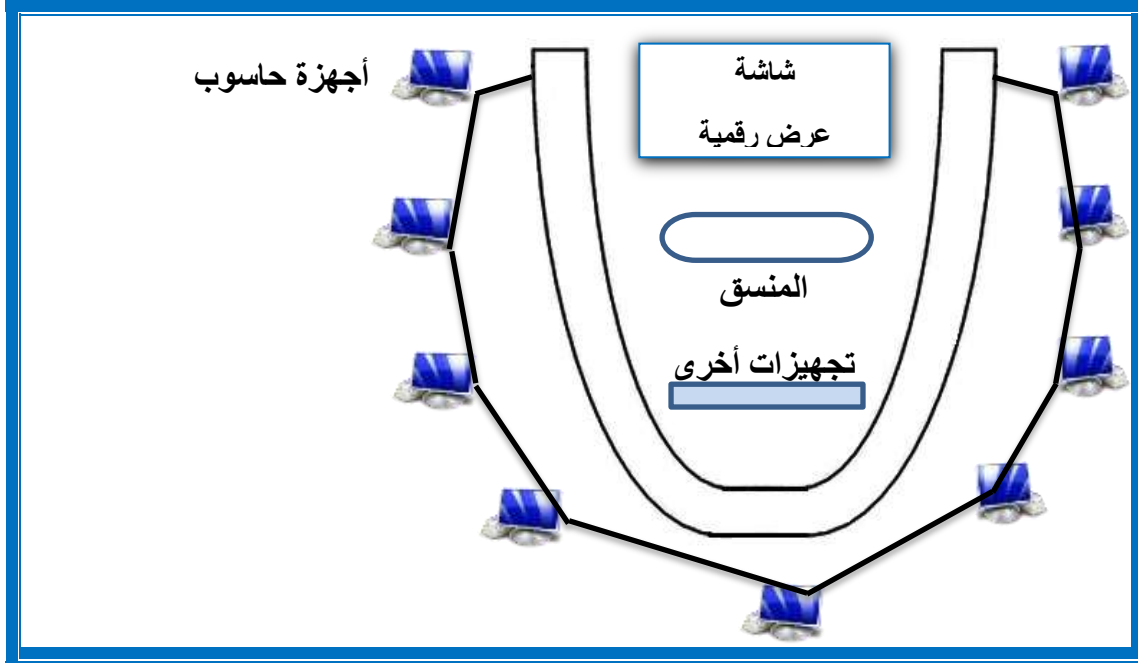 أجهزة حاسوب
شاشة
عرض رقمية
المنسق
تجهيزات أخرى